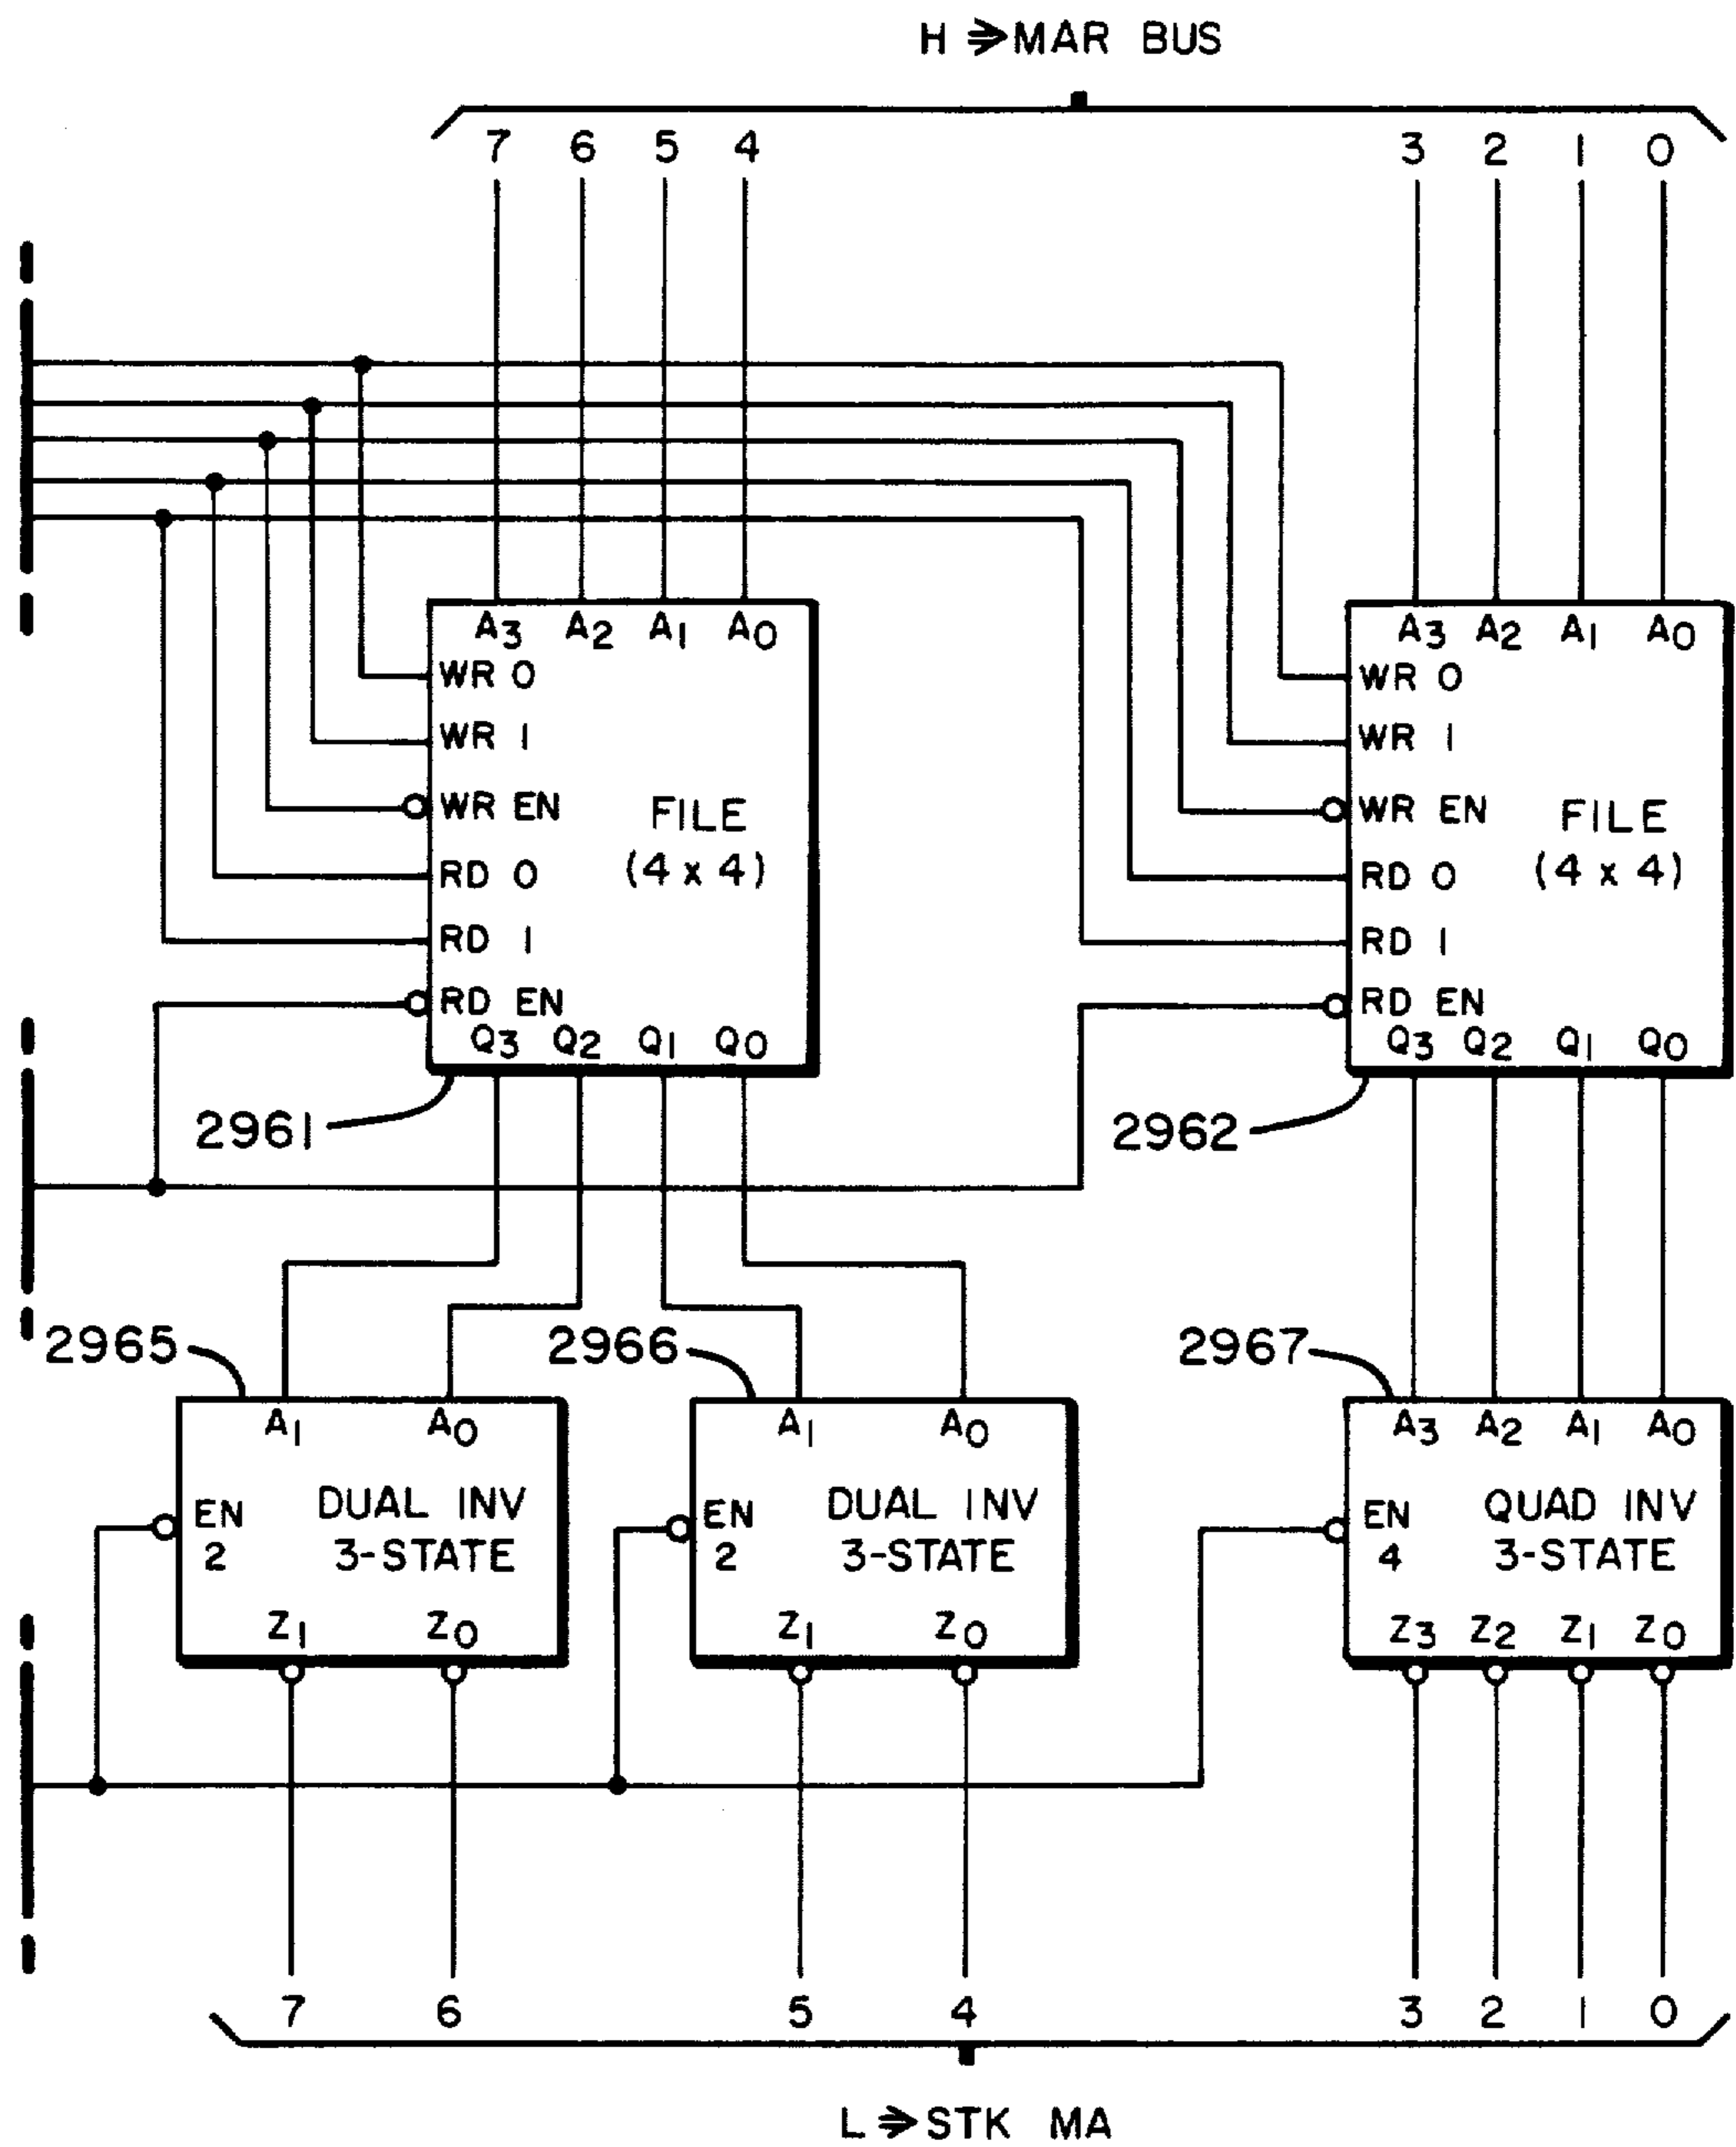 H ⇒ MAR BUS
7 6 5 4 3 2 1 0
A3 A2 A1 A0
WR 0
WR 1
WR EN
RD 0
RD 1
RD EN
FILE
(4 x 4)
Q3 Q2 Q1 Q0
2961
A3 A2 A1 A0
WR 0
WR 1
WR EN
RD 0
RD 1
RD EN
FILE
(4 x 4)
Q3 Q2 Q1 Q0
2962
2965
A1 A0
EN
2
DUAL INV
3-STATE
Z1 Z0
2966
A1 A0
EN
2
DUAL INV
3-STATE
Z1 Z0
2967
A3 A2 A1 A0
EN
4
QUAD INV
3-STATE
Z3 Z2 Z1 Z0
7 6 5 4 3 2 1 0
L ⇒ STK MA